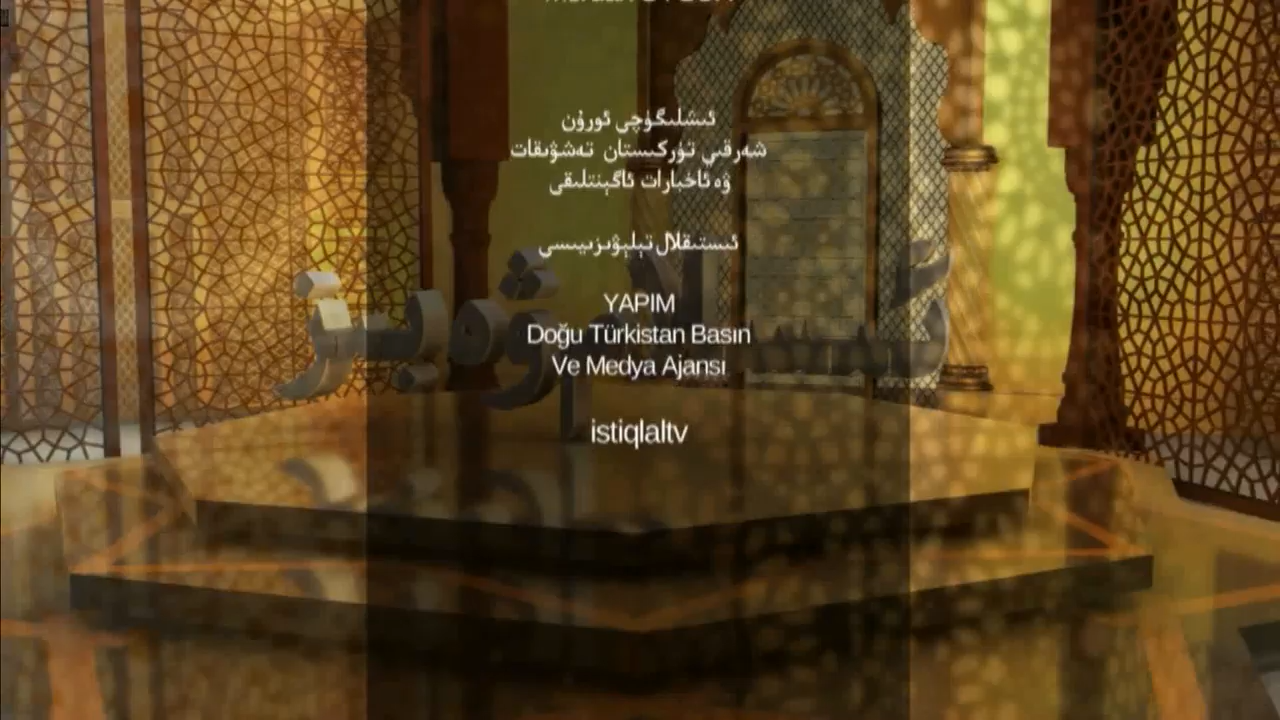 ئىشلىگۈچى ئورۇن
شەرقىي تۈركىستان تەشۋىقات
ۋە ئاخبارات ئاگېنتلىقى
ئىستىقلال تېلېۋىزىيىسى
YAPIM
Doğu Türkistan Basın
Ve Medya Ajansı
istiqlaltv